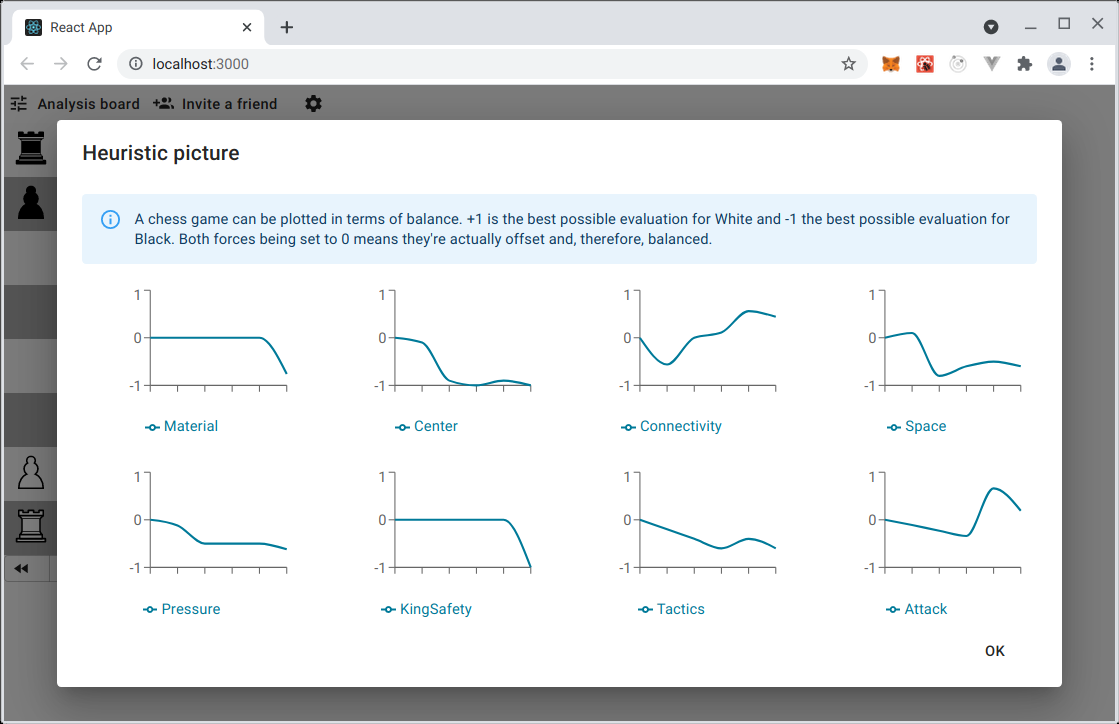 React App
localhost:3000
Analysis board Invite a friend
Heuristic picture
A chess game can be plotted in terms of balance. +1 is the best possible evaluation for White and -1 the best possible evaluation for
Black. Both forces being set to 0 means they're actually offset and, therefore, balanced.
1 1 1 1
0 0 0 0
-1 -1 -1 -1
Material Center Connectivity Space
1 1 1 1
0 0 0 0
-1 -1 -1 -1
Pressure KingSafety Tactics Attack
OK